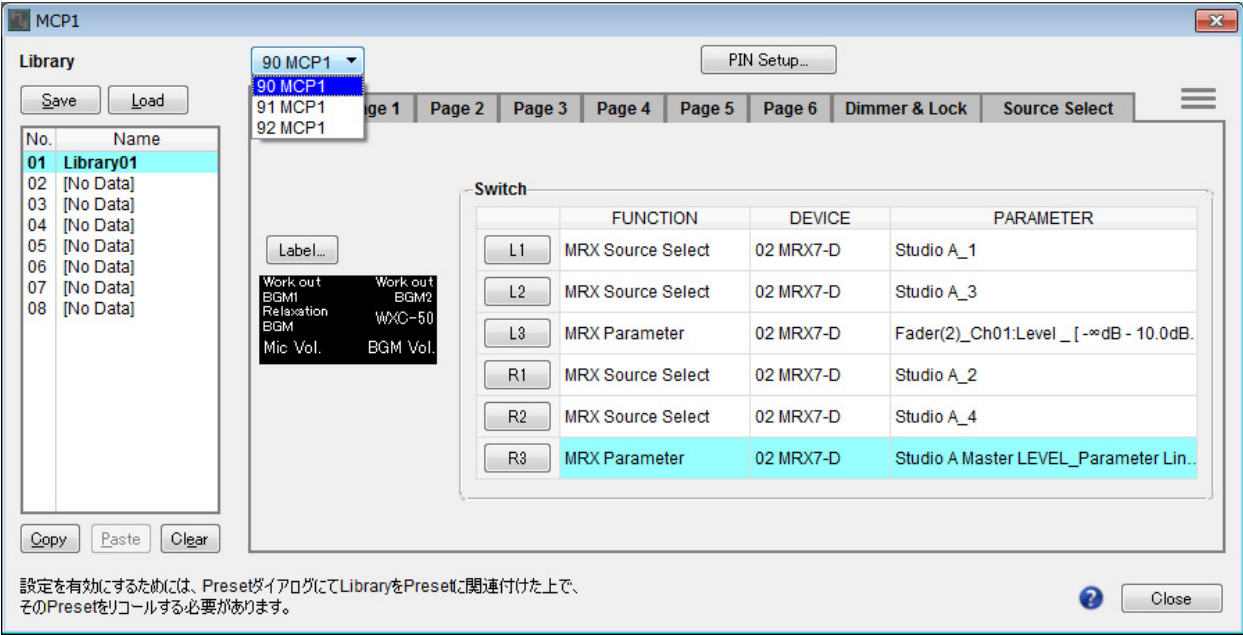 MCP1
Library
90 MCP1
PIN Setup...
Save Load
90 MCP1
91 MCP1
92 MCP1
ge 1 Page 2 Page 3 Page 4 Page 5 Page 6 Dimmer & Lock Source Select
No. Name
01 Library01
02 [No Data]
03 [No Data]
04 [No Data]
05 [No Data]
06 [No Data]
07 [No Data]
08 [No Data]
Label...
Work out Work out
BGM1 BGM2
Relaxation
BGM WXC-50
Mic Vol. BGM Vol.
Switch
FUNCTION DEVICE PARAMETER
L1 MRX Source Select 02 MRX7-D Studio A_1
L2 MRX Source Select 02 MRX7-D Studio A_3
L3 MRX Parameter 02 MRX7-D Fader(2)_Ch01:Level _ [ -∞dB - 10.0dB.
R1 MRX Source Select 02 MRX7-D Studio A_2
R2 MRX Source Select 02 MRX7-D Studio A_4
R3 MRX Parameter 02 MRX7-D Studio A Master LEVEL_Parameter Lin...
Copy Paste Clear
設定を有効にするためには、PresetダイアログにてLibraryをPresetに関連付けた上で、
そのPresetをリコールする必要があります。
? Close